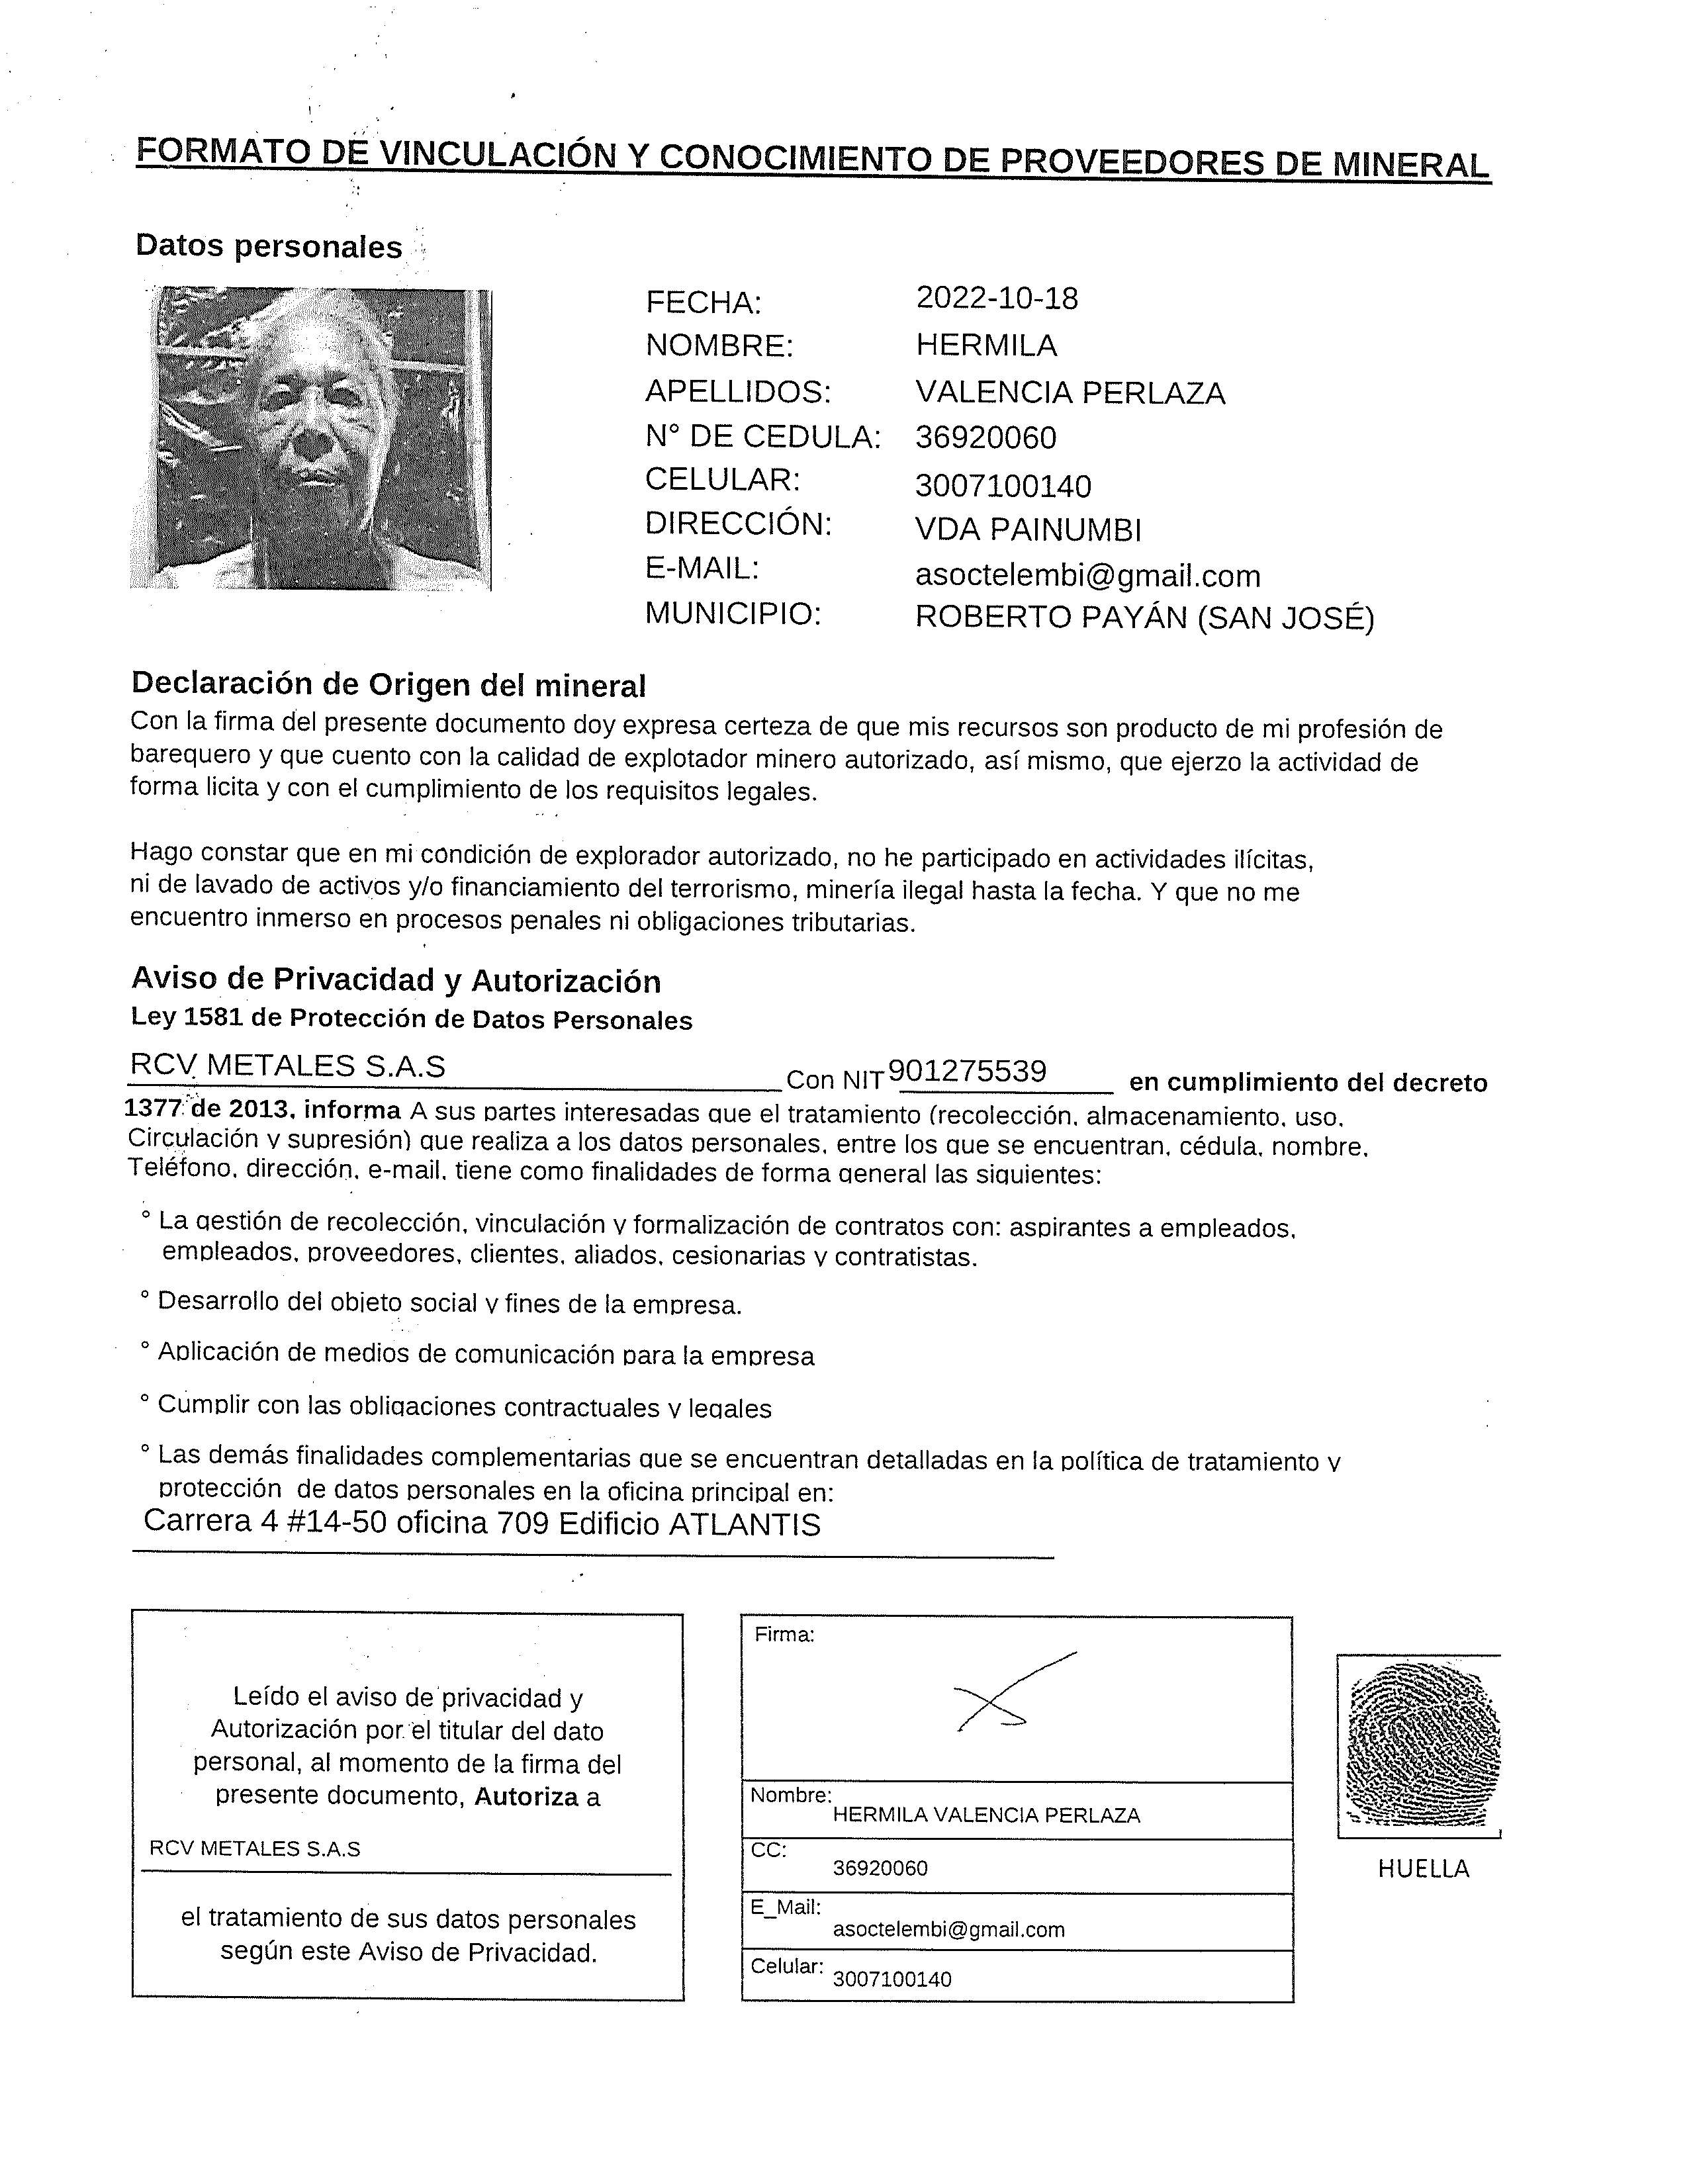 FORMATO DE VINCULACIÓN Y CONOCIMIENTO DE PROVEEDORES DE MINERAL
Datos personales
FECHA: 2022-10-18
NOMBRE: HERMILA
APELLIDOS: VALENCIA PERLAZA
N° DE CEDULA: 36920060
CELULAR: 3007100140
DIRECCIÓN: VDA PAINUMBI
E-MAIL: asoctelembi@gmail.com
MUNICIPIO: ROBERTO PAYÁN (SAN JOSÉ)
Declaración de Origen del mineral
Con la firma del presente documento doy expresa certeza de que mis recursos son producto de mi profesión de
barequero y que cuento con la calidad de explotador minero autorizado, así mismo, que ejerzo la actividad de
forma licita y con el cumplimiento de los requisitos legales.
Hago constar que en mi condición de explorador autorizado, no he participado en actividades ilícitas,
ni de lavado de activos y/o financiamiento del terrorismo, minería ilegal hasta la fecha. Y que no me
encuentro inmerso en procesos penales ni obligaciones tributarias.
Aviso de Privacidad y Autorización
Ley 1581 de Protección de Datos Personales
RCV METALES S.A.S Con NIT 901275539 en cumplimiento del decreto
1377 de 2013, informa A sus partes interesadas que el tratamiento (recolección, almacenamiento, uso,
Circulación y supresión) que realiza a los datos personales, entre los que se encuentran, cédula, nombre,
Teléfono, dirección, e-mail, tiene como finalidades de forma general las siguientes:
° La gestión de recolección, vinculación y formalización de contratos con: aspirantes a empleados,
empleados, proveedores, clientes, aliados, cesionarias y contratistas.
° Desarrollo del objeto social y fines de la empresa.
° Aplicación de medios de comunicación para la empresa
° Cumplir con las obligaciones contractuales y legales
° Las demás finalidades complementarias que se encuentran detalladas en la política de tratamiento y
protección de datos personales en la oficina principal en:
Carrera 4 #14-50 oficina 709 Edificio ATLANTIS
Leído el aviso de privacidad y
Autorización por el titular del dato
personal, al momento de la firma del
presente documento, Autoriza a
RCV METALES S.A.S
el tratamiento de sus datos personales
según este Aviso de Privacidad.
Firma:
Nombre:
HERMILA VALENCIA PERLAZA
CC:
36920060
E_Mail:
asoctelembi@gmail.com
Celular: 3007100140
HUELLA